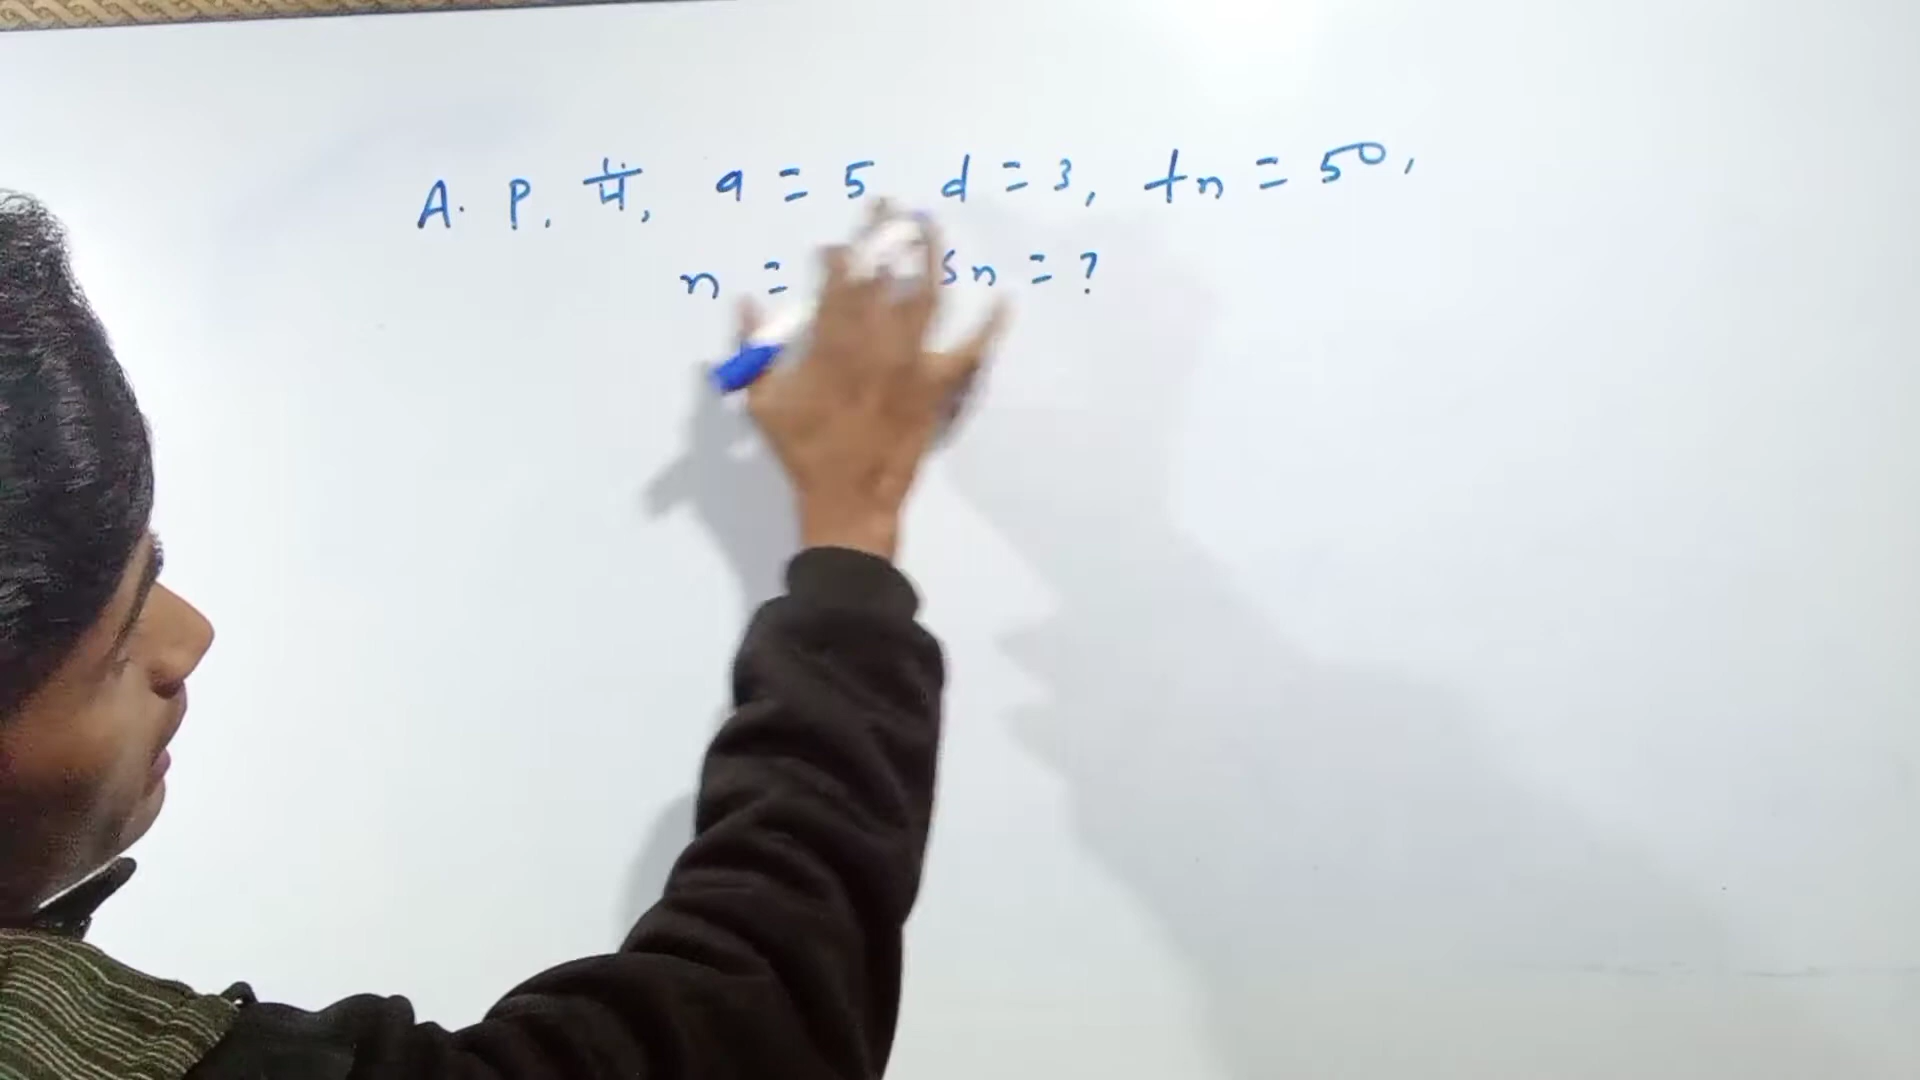 A. P. में, a = 5 d = 3, tn = 50,
n = Sn = ?